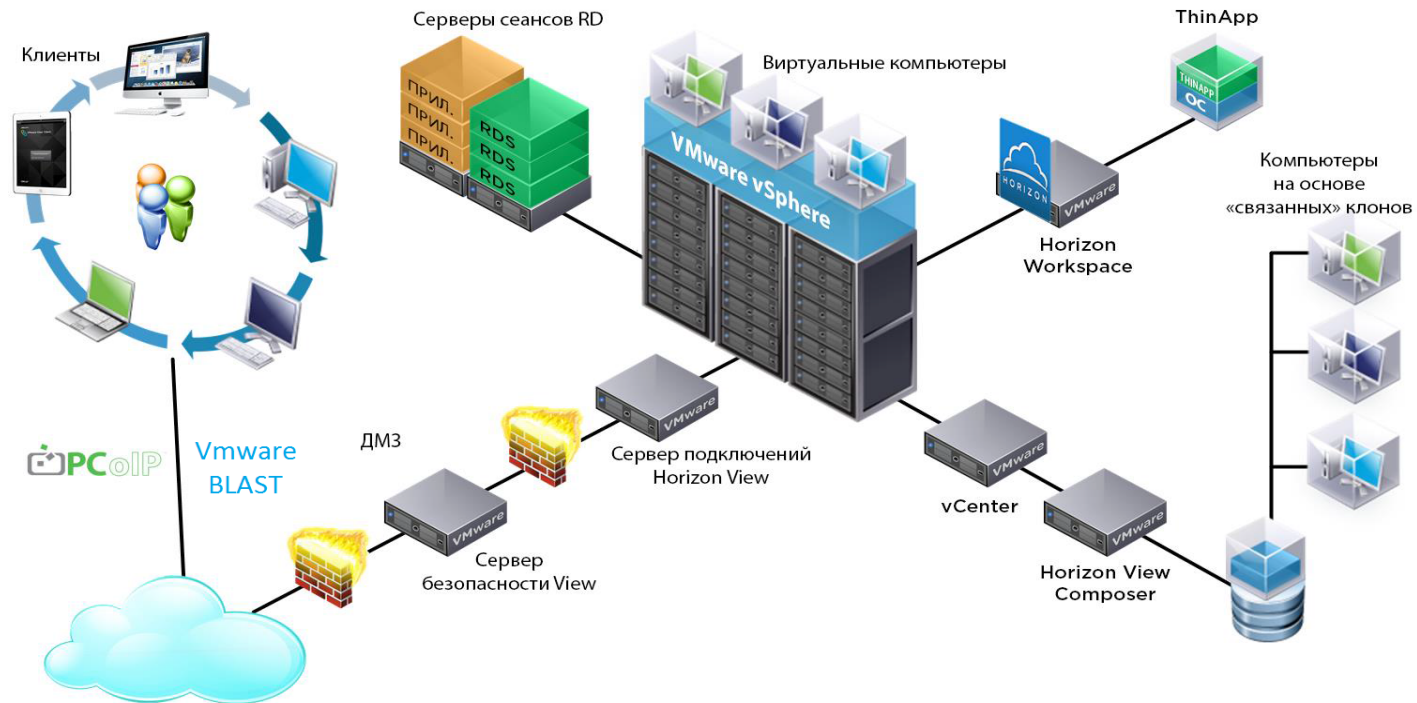 Клиенты
Серверы сеансов RD
ПРИЛ.
ПРИЛ.
ПРИЛ.
RDS
RDS
RDS
Виртуальные компьютеры
VMware vSphere
ThinApp
THINAPP
ОС
HORIZON
VMware
Horizon
Workspace
Компьютеры
на основе
«связанных» клонов
PCoIP
Vmware
BLAST
ДМЗ
VMware
Сервер
безопасности View
VMware
Сервер подключений
Horizon View
VMware
vCenter
VMware
Horizon View
Composer